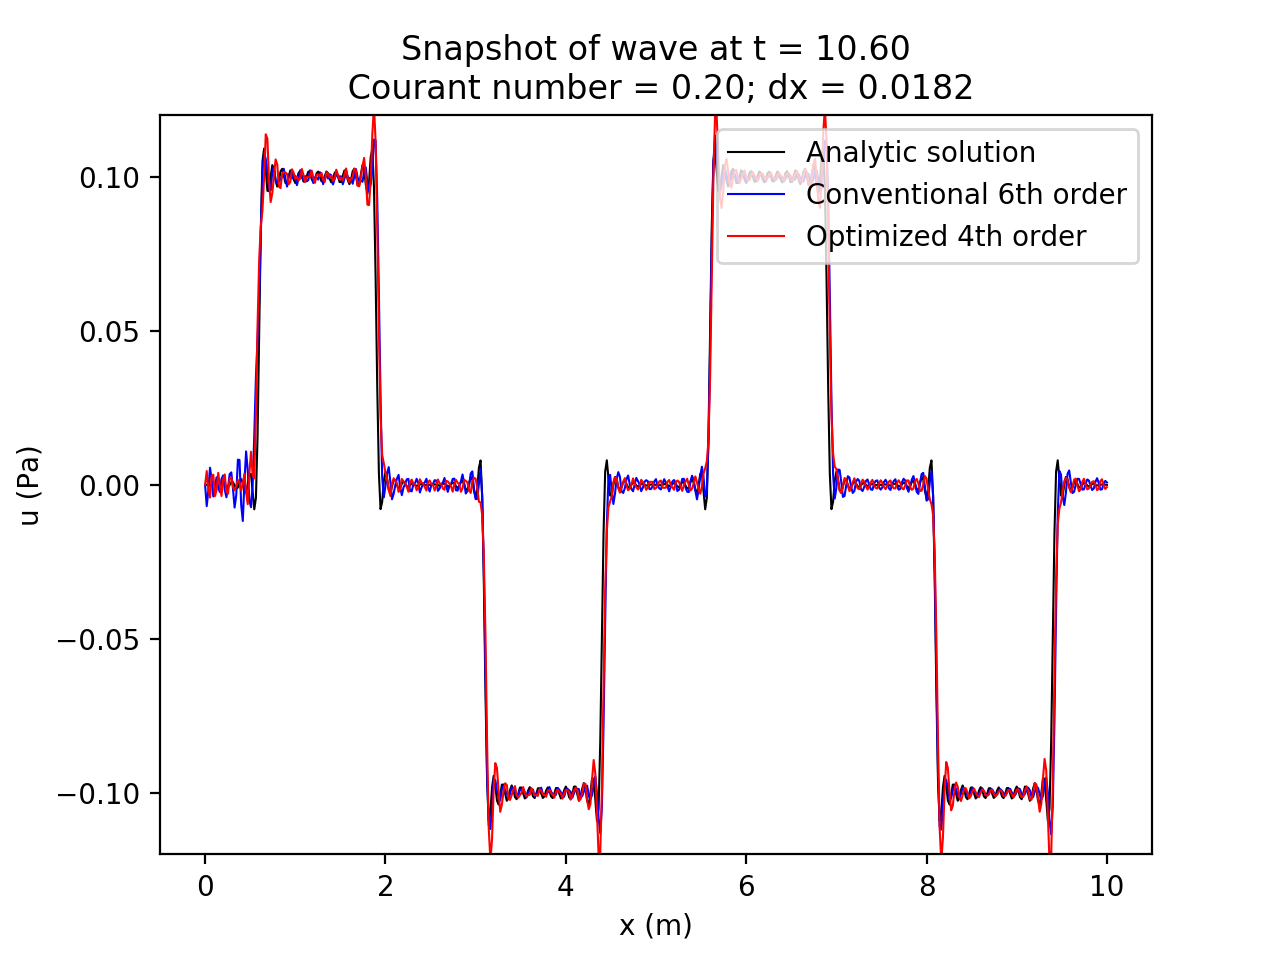 Snapshot of wave at t = 10.60
Courant number = 0.20; dx = 0.0182
Analytic solution
Conventional 6th order
Optimized 4th order
0.10
0.05
0.00
−0.05
−0.10
u (Pa)
0 2 4 6 8 10
x (m)